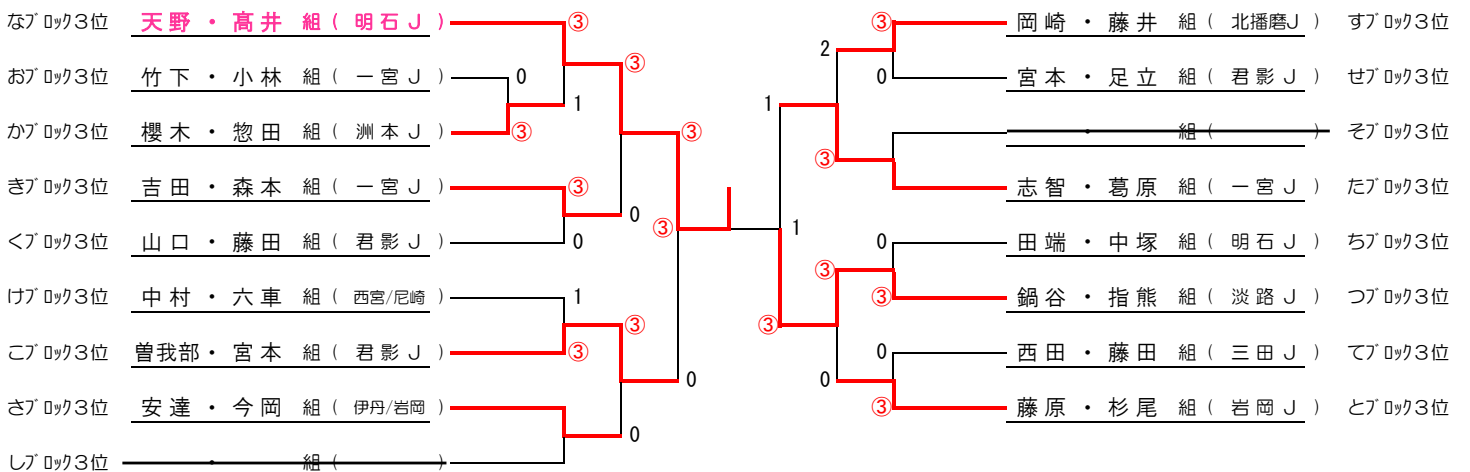 なブロック3位 天野・髙井 組( 明石J ) ③ ③ 岡崎・藤井 組( 北播磨J ) すブロック3位
2 ③
おブロック3位 竹下・小林 組( 一宮J ) 0 0 宮本・足立 組( 君影J ) せブロック3位
1 1
かブロック3位 櫻木・惣田 組( 洲本J ) ③ ③ ・ 組( ) そブロック3位
③
きブロック3位 吉田・森本 組( 一宮J ) ③ 志智・葛原 組( 一宮J ) たブロック3位
0 ③ 1
くブロック3位 山口・藤田 組( 君影J ) 0 0 田端・中塚 組( 明石J ) ちブロック3位
③
けブロック3位 中村・六車 組( 西宮/尼崎 ) 1 ③ 鍋谷・指熊 組( 淡路J ) つブロック3位
③ ③
こブロック3位 曽我部・宮本 組( 君影J ) ③ 0 西田・藤田 組( 三田J ) てブロック3位
0 0
さブロック3位 安達・今岡 組( 伊丹/岩岡 ) ③ 藤原・杉尾 組( 岩岡J ) とブロック3位
0
しブロック3位 ・ 組( )